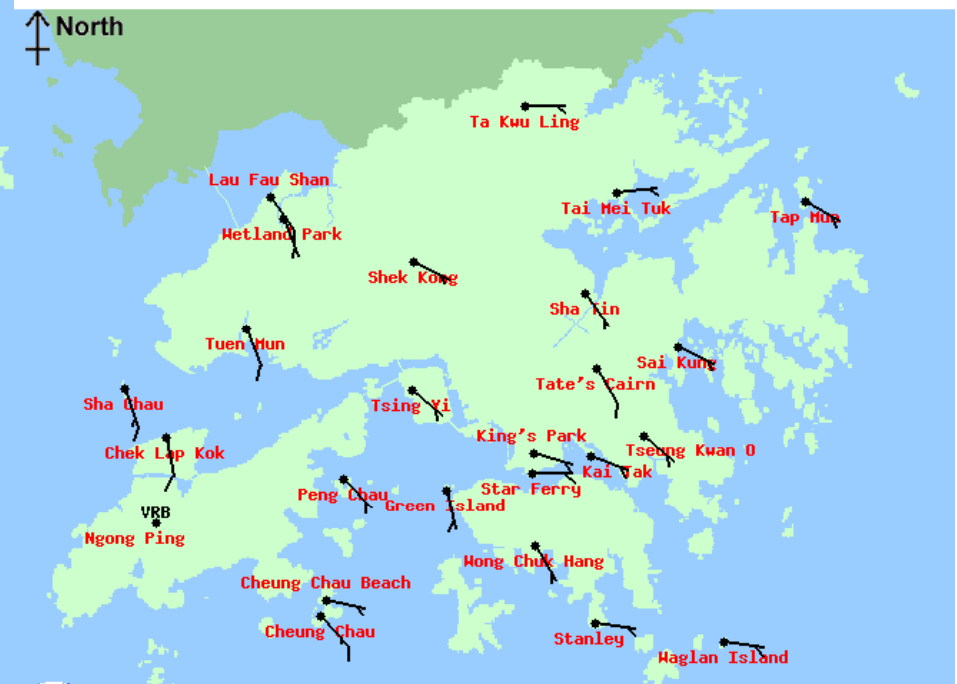 North
Ta Kwu Ling
Lau Fau Shan
Tai Mei Tuk
Tap Mun
Wetland Park
Shek Kong
Sha Tin
Tuen Mun
Sai Kung
Tate's Cairn
Sha Chau
Tsing Yi
King's Park
Chek Lap Kok
Tseung Kwan O
Kai Tak
Star Ferry
Peng Chau
Green Island
VRB
Ngong Ping
Wong Chuk Hang
Cheung Chau Beach
Cheung Chau
Stanley
Waglan Island